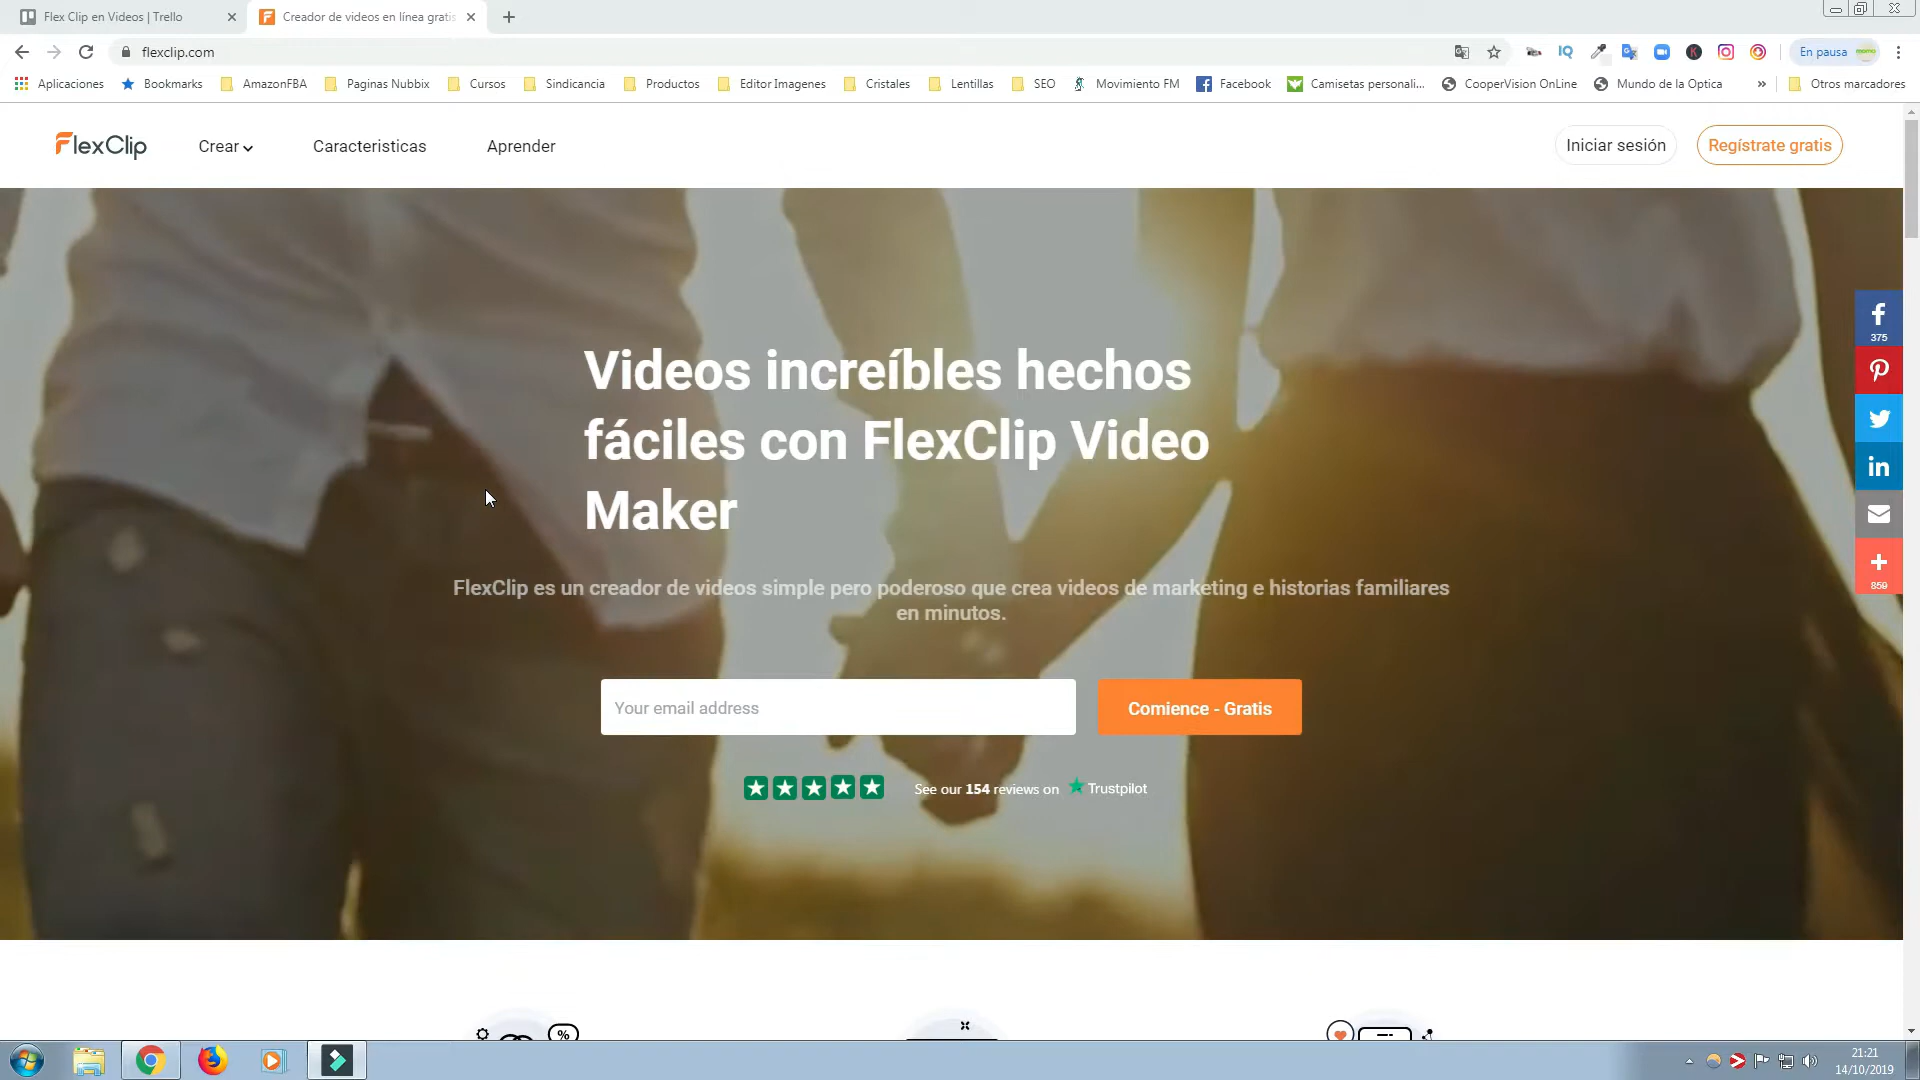 Flex Clip en Videos | Trello
Creador de videos en línea gratis
flexclip.com
En pausa
Aplicaciones
Bookmarks
AmazonFBA
Paginas Nubbix
Cursos
Sindicancia
Productos
Editor Imagenes
Cristales
Lentillas
SEO
Movimiento FM
Facebook
Camisetas personali...
CooperVision OnLine
Mundo de la Optica
»
Otros marcadores
FlexClip
Crear
Caracteristicas
Aprender
Iniciar sesión
Regístrate gratis
375
859
Videos increíbles hechos
fáciles con FlexClip Video
Maker
FlexClip es un creador de videos simple pero poderoso que crea videos de marketing e historias familiares
en minutos.
Your email address
Comience - Gratis
See our 154 reviews on
Trustpilot
%
21:21
14/10/2019